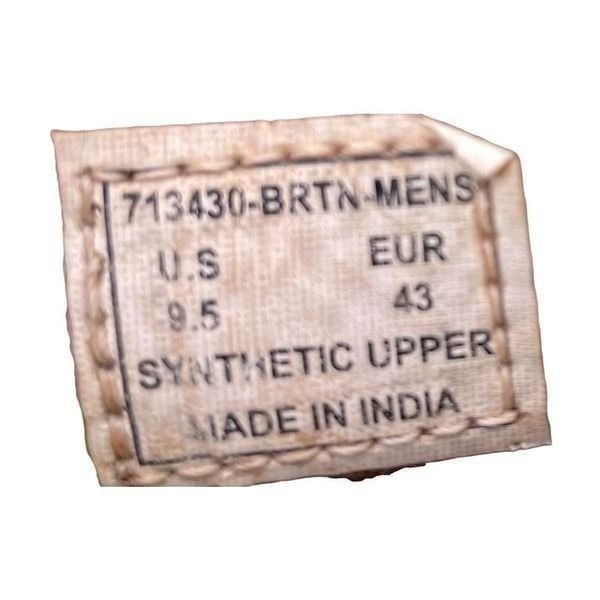 713430-BRTN-MENS
U.S EUR
9.5 43
SYNTHETIC UPPER
MADE IN INDIA